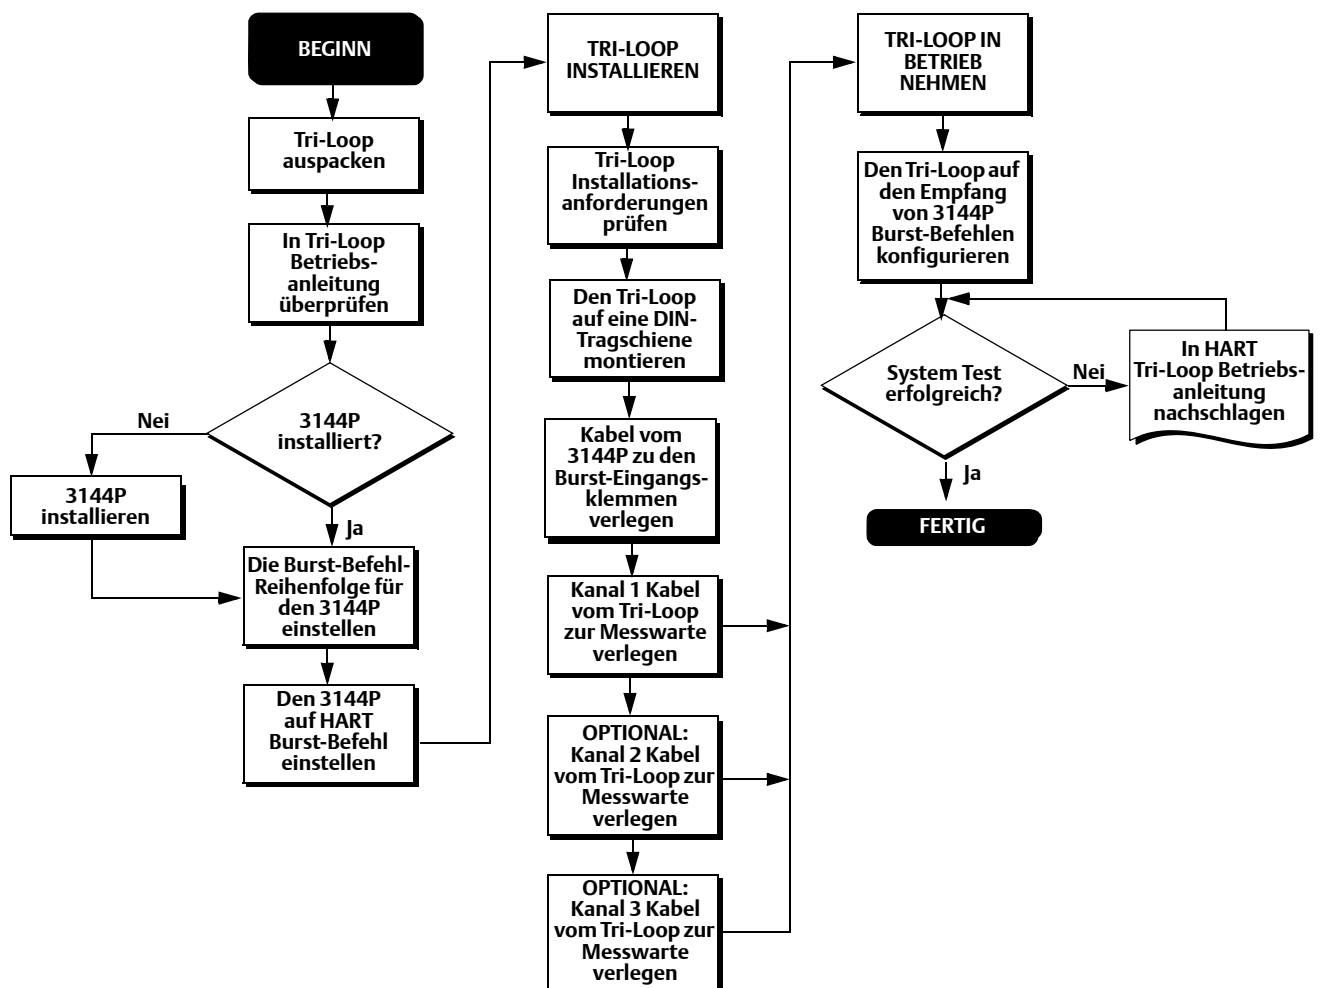 BEGINN
Tri-Loop
auspacken
In Tri-Loop
Betriebs-
anleitung
überprüfen
3144P
installiert?
Nei
3144P
installieren
Ja
Die Burst-Befehl-
Reihenfolge für
den 3144P
einstellen
Den 3144P
auf HART
Burst-Befehl
einstellen
TRI-LOOP
INSTALLIEREN
Tri-Loop
Installations-
anforderungen
prüfen
Den Tri-Loop
auf eine DIN-
Tragschiene
montieren
Kabel vom
3144P zu den
Burst-Eingangs-
klemmen
verlegen
Kanal 1 Kabel
vom Tri-Loop
zur Messwarte
verlegen
OPTIONAL:
Kanal 2 Kabel
vom Tri-Loop zur
Messwarte
verlegen
OPTIONAL:
Kanal 3 Kabel
vom Tri-Loop zur
Messwarte
verlegen
TRI-LOOP IN
BETRIEB
NEHMEN
Den Tri-Loop auf
den Empfang
von 3144P
Burst-Befehlen
konfigurieren
System Test
erfolgreich?
Nei
In HART
Tri-Loop Betriebs-
anleitung
nachschlagen
Ja
FERTIG